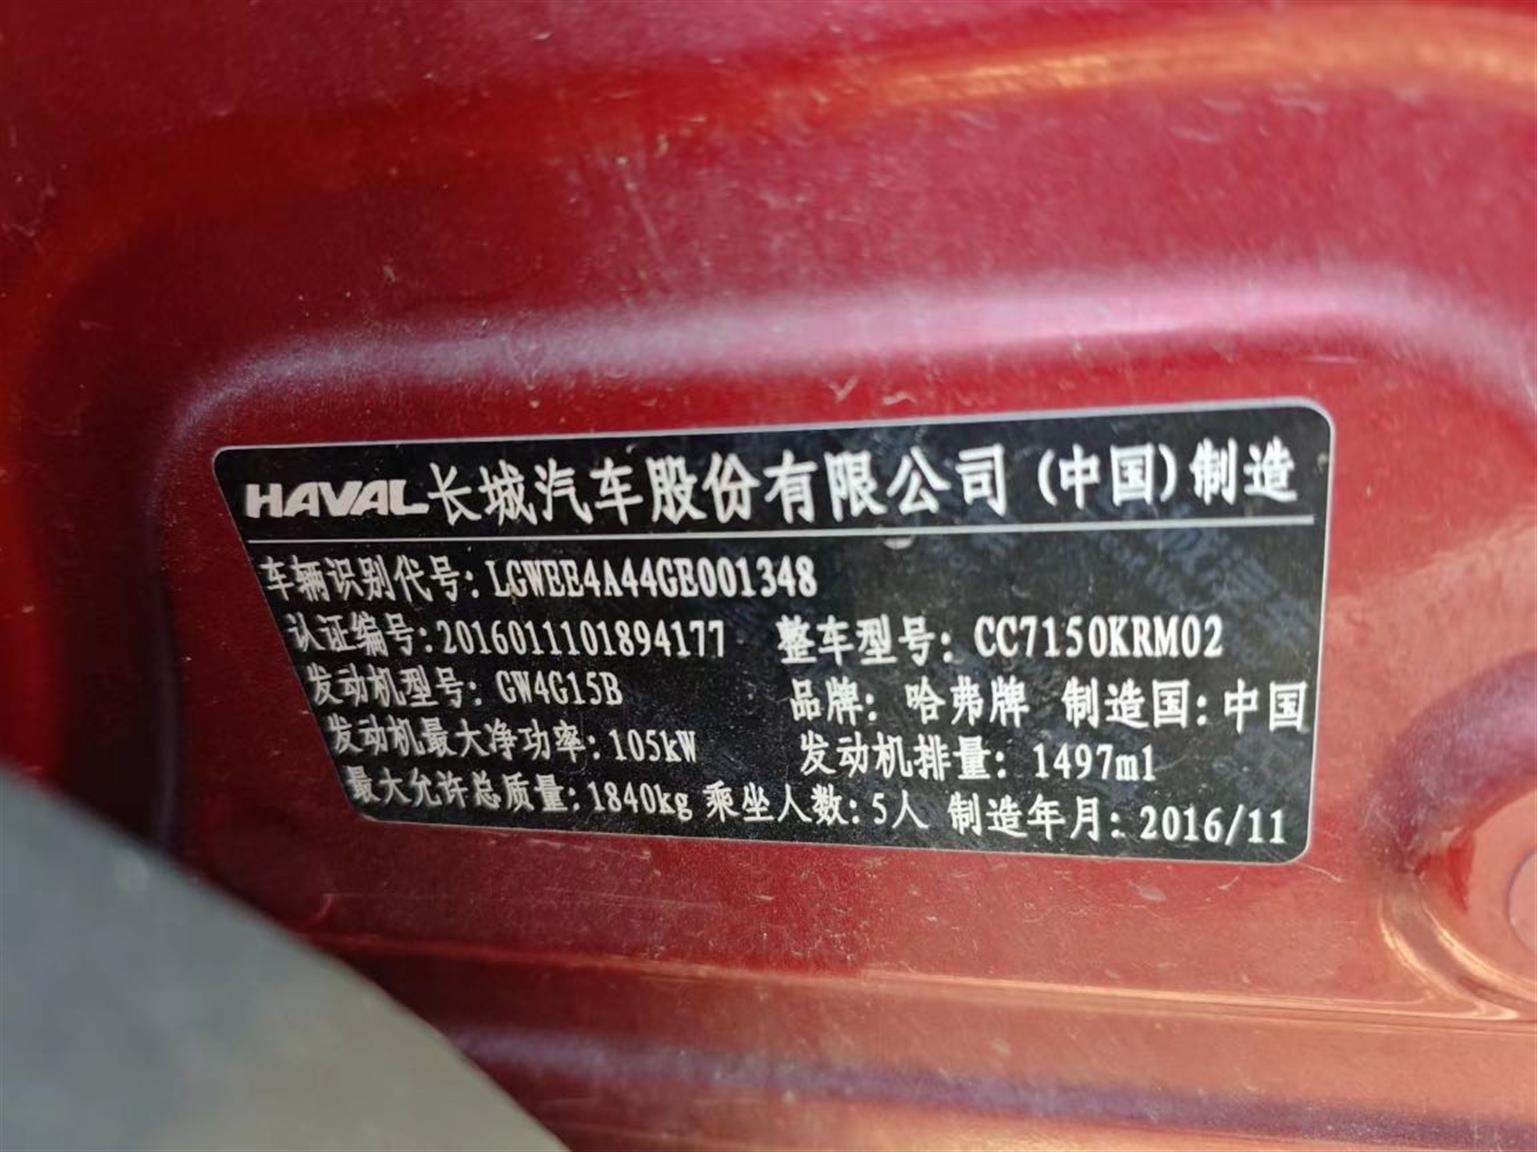 HAVAL长城汽车股份有限公司(中国)制造
车辆识别代号: LGWEE4A44GE001348
认证编号:2016011101894177 整车型号: CC7150KRM02
发动机型号: GW4G15B 品牌: 哈弗牌 制造国:中国
发动机最大净功率: 105kW 发动机排量: 1497ml
最大允许总质量: 1840kg 乘坐人数: 5人 制造年月: 2016/11